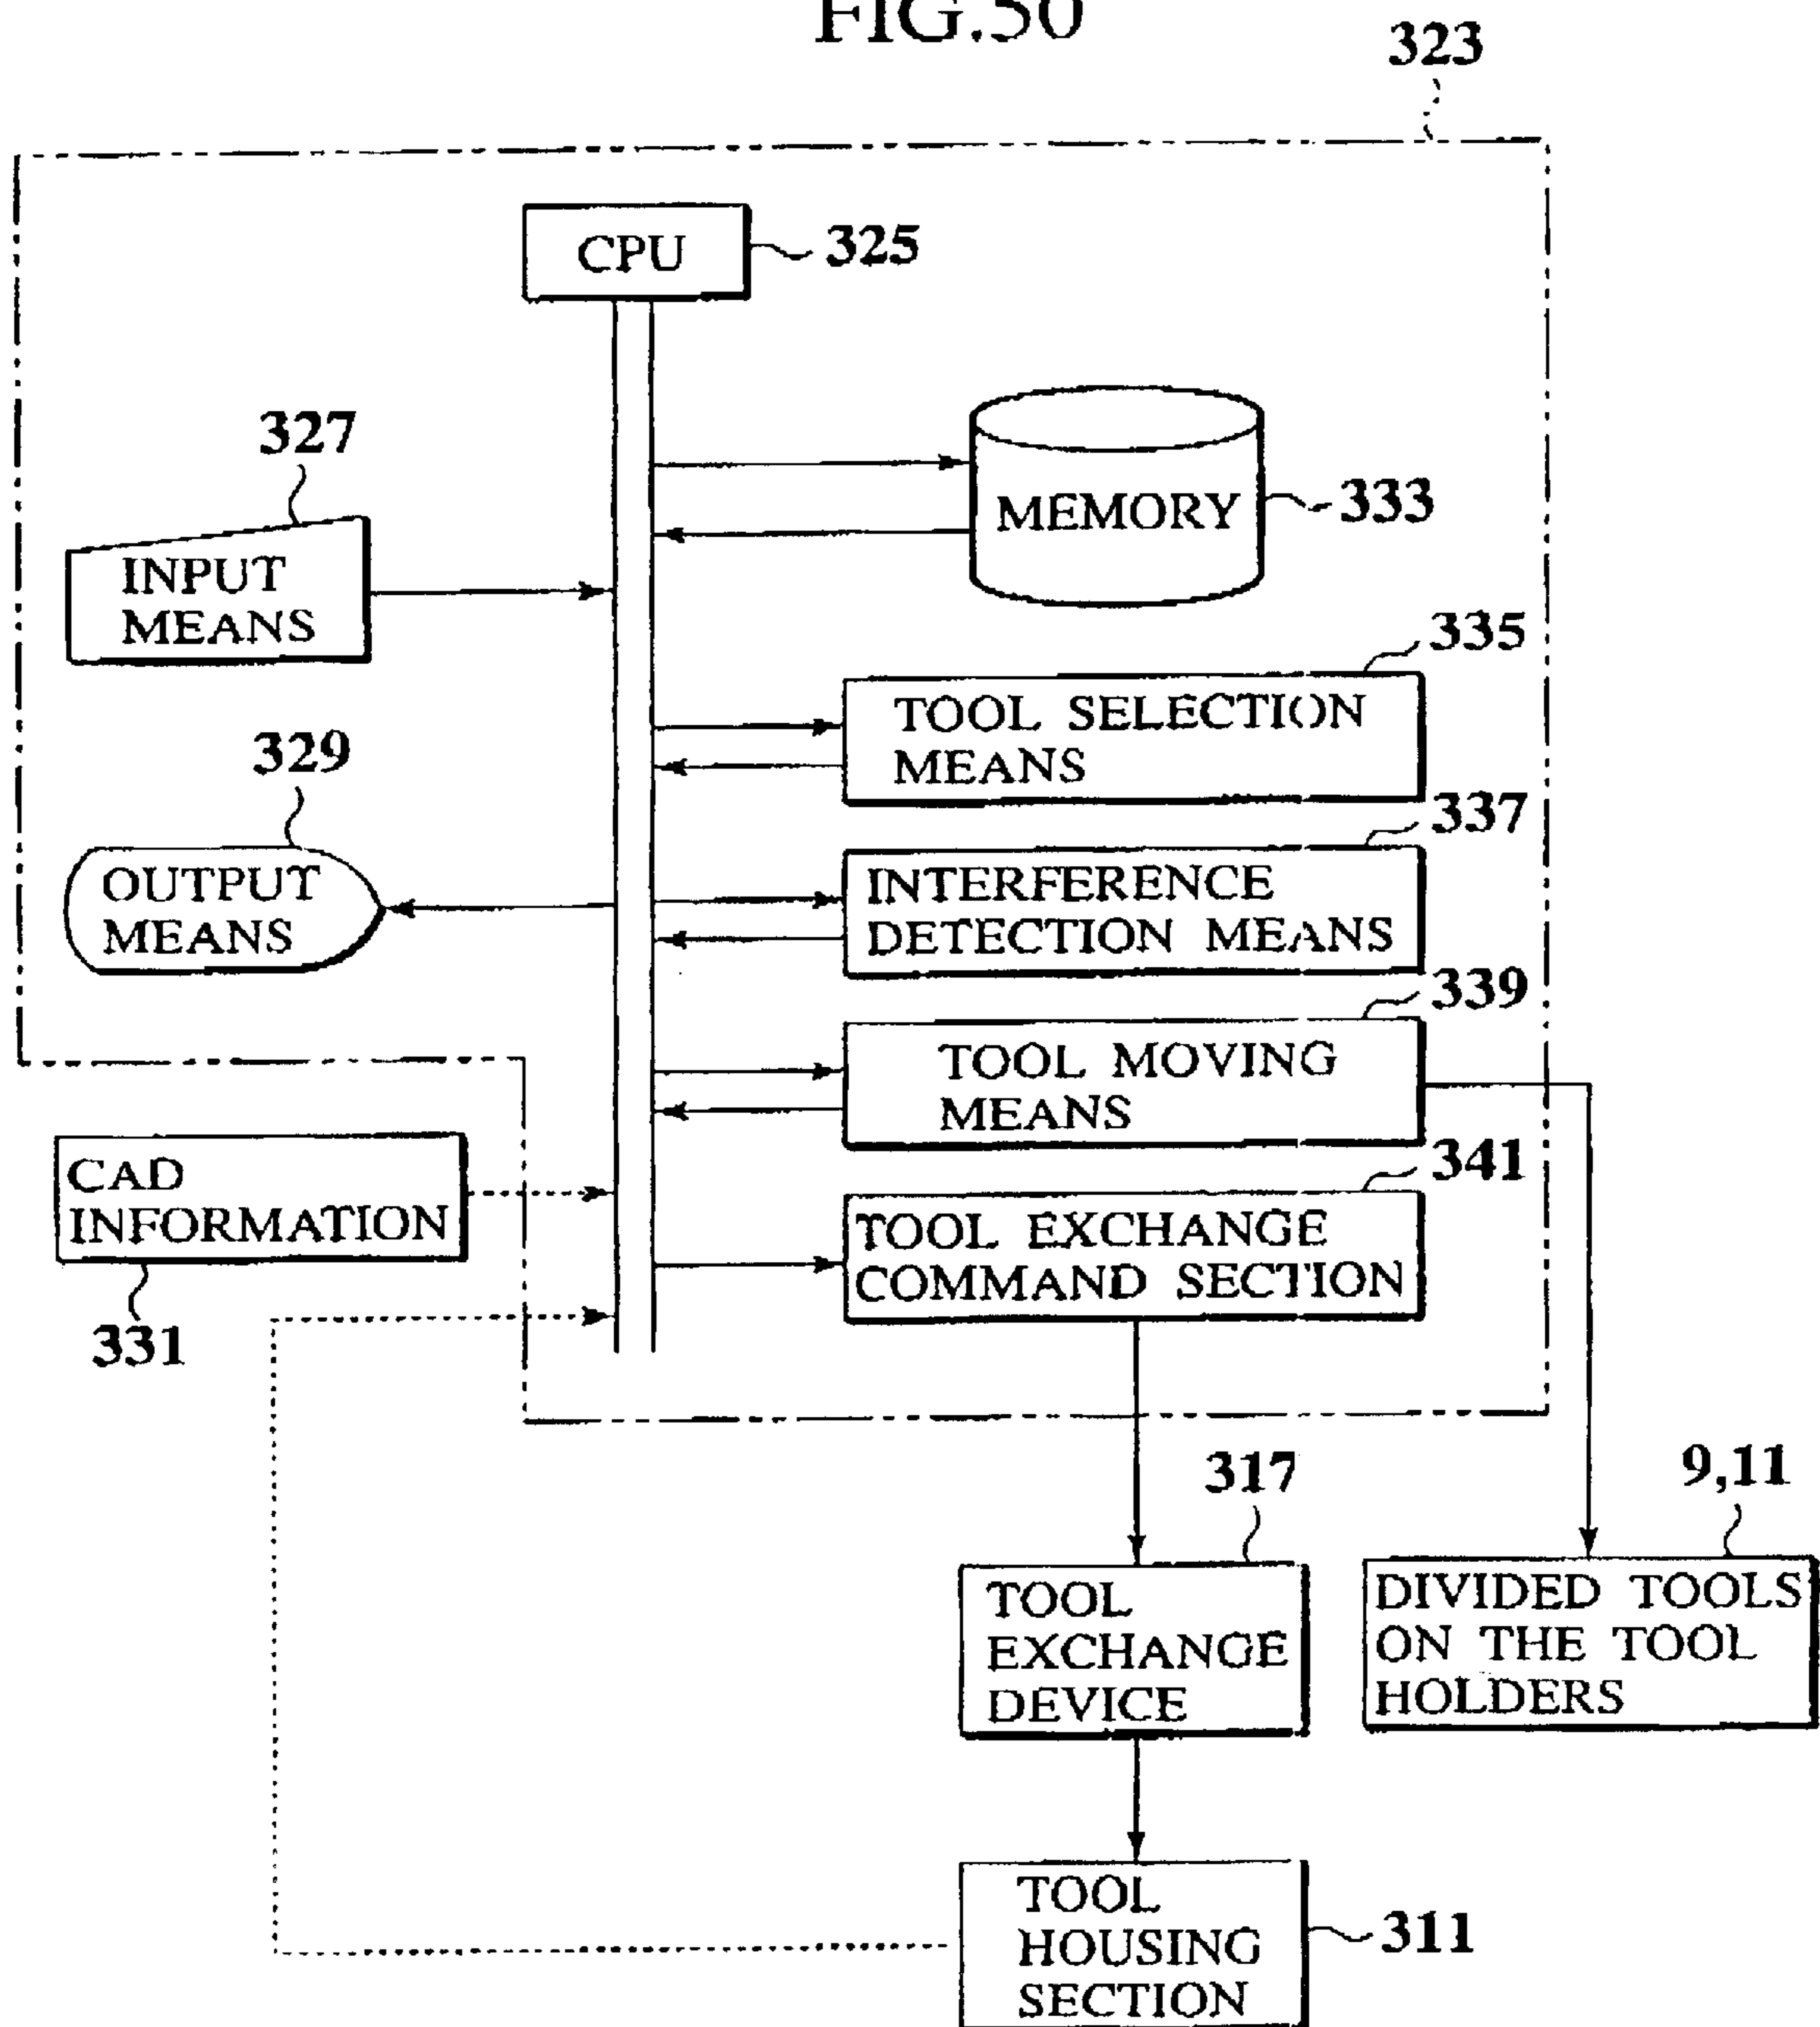 FIG.50
323
CPU
325
327
INPUT
MEANS
MEMORY
333
335
TOOL SELECTION
MEANS
329
OUTPUT
MEANS
337
INTERFERENCE
DETECTION MEANS
339
TOOL MOVING
MEANS
CAD
INFORMATION
331
341
TOOL EXCHANGE
COMMAND SECTION
317
TOOL
EXCHANGE
DEVICE
9,11
DIVIDED TOOLS
ON THE TOOL
HOLDERS
TOOL
HOUSING
SECTION
311